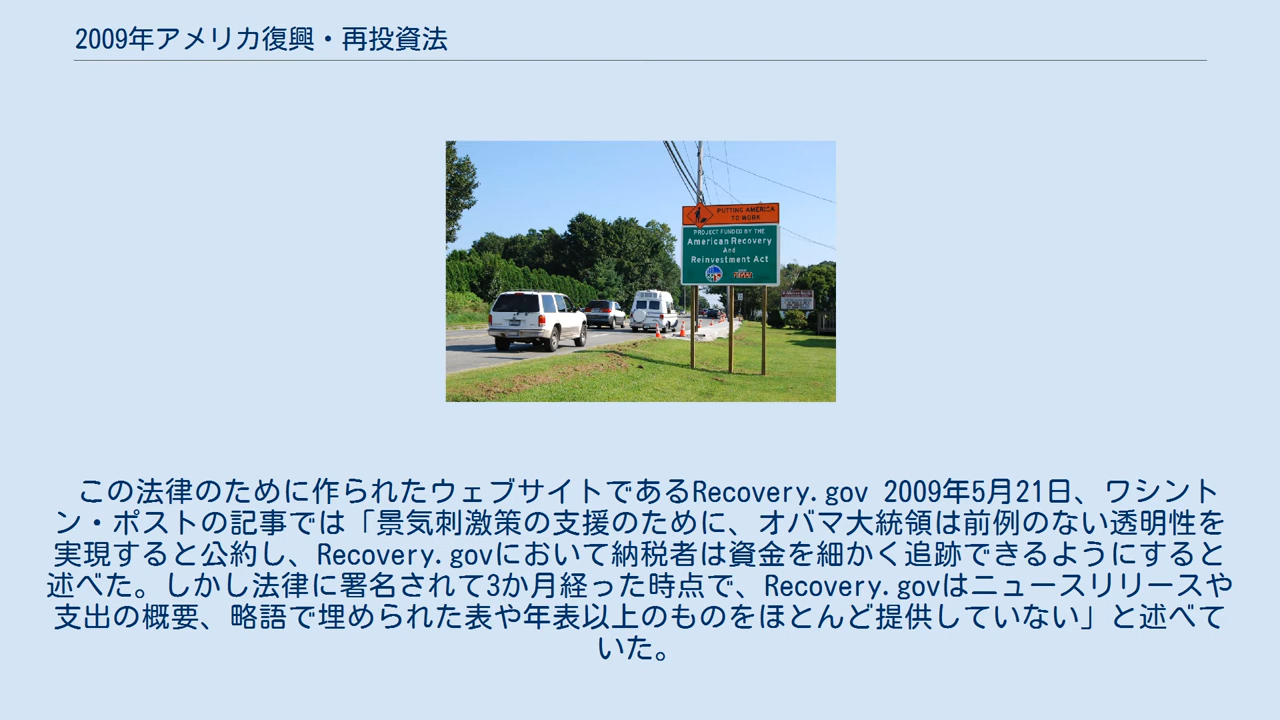 2009年アメリカ復興・再投資法
PUTTING AMERICA
TO WORK
PROJECT FUNDED BY THE
American Recovery
And
Reinvestment Act
この法律のために作られたウェブサイトであるRecovery.gov 2009年5月21日、ワシント
ン・ポストの記事では「景気刺激策の支援のために、オバマ大統領は前例のない透明性を
実現すると公約し、Recovery.govにおいて納税者は資金を細かく追跡できるようにすると
述べた。しかし法律に署名されて3か月経った時点で、Recovery.govはニュースリリースや
支出の概要、略語で埋められた表や年表以上のものをほとんど提供していない」と述べて
いた。